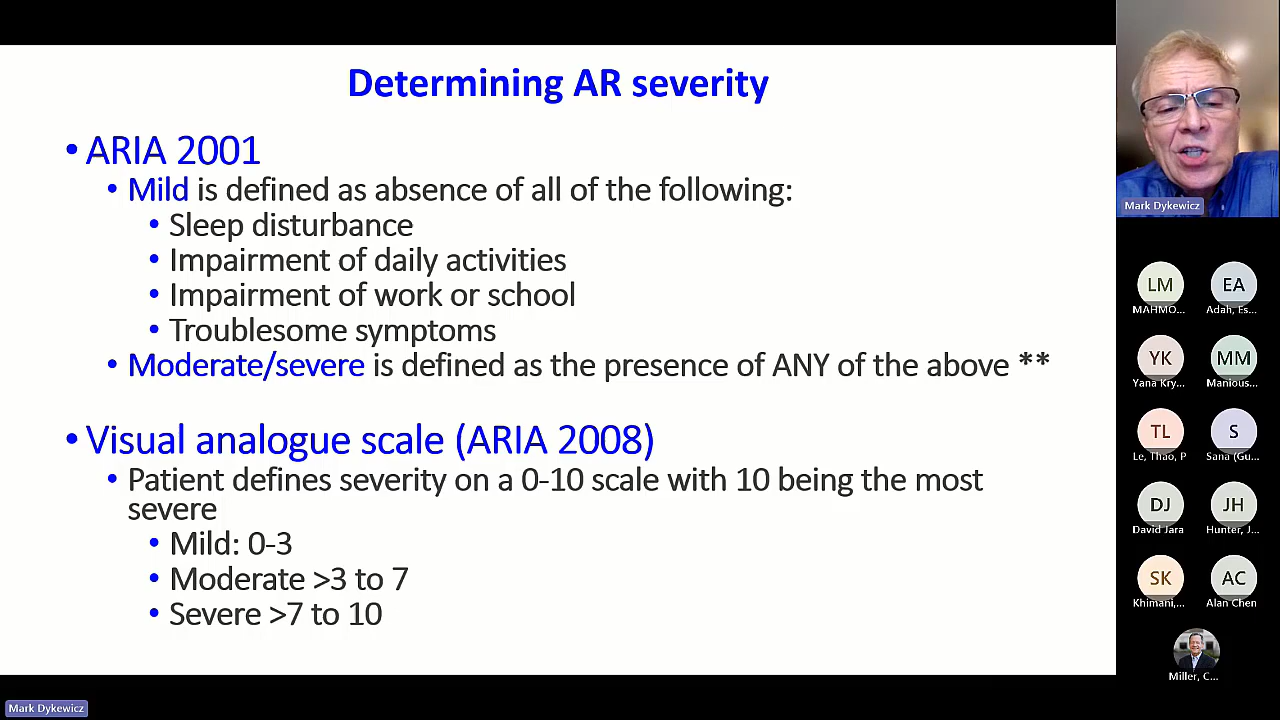 Determining AR severity
• ARIA 2001
• Mild is defined as absence of all of the following:
• Sleep disturbance
• Impairment of daily activities
• Impairment of work or school
• Troublesome symptoms
• Moderate/severe is defined as the presence of ANY of the above **
• Visual analogue scale (ARIA 2008)
• Patient defines severity on a 0-10 scale with 10 being the most
severe
• Mild: 0-3
• Moderate >3 to 7
• Severe >7 to 10
Mark Dykewicz
LM
MAHMO...
EA
Adah, Es...
YK
Yana Kry...
MM
Manious...
TL
Le, Thao, P
S
Sana (Gu...
DJ
David Jara
JH
Hunter, J...
SK
Khimani,...
AC
Alan Chen
Miller, C...
Mark Dykewicz